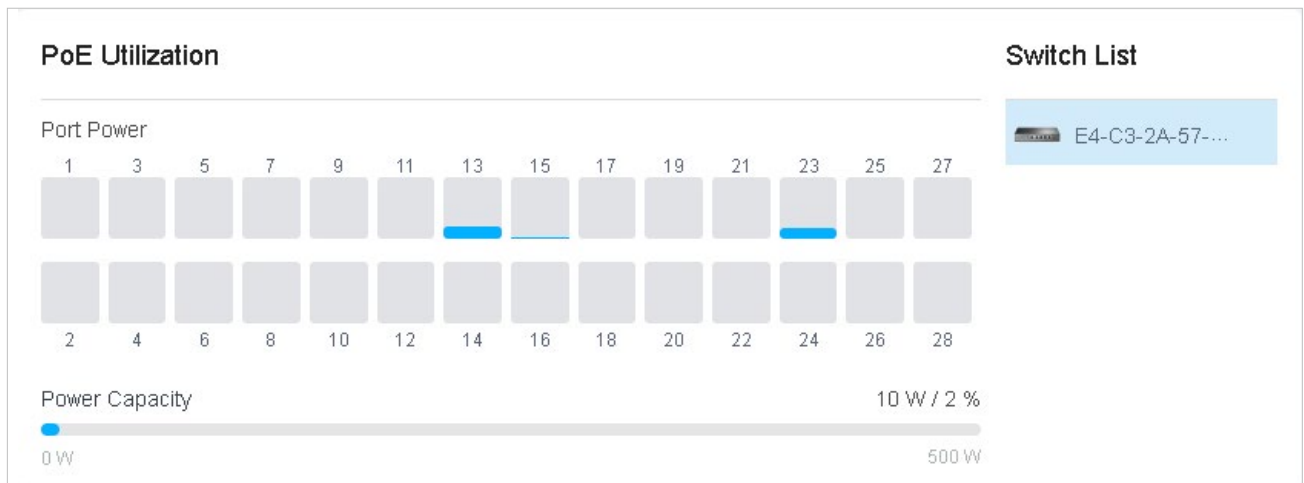 PoE Utilization
Switch List
Port Power
E4-C3-2A-57-...
1 3 5 7 9 11 13 15 17 19 21 23 25 27
2 4 6 8 10 12 14 16 18 20 22 24 26 28
Power Capacity
10 W / 2 %
0 W
500 W